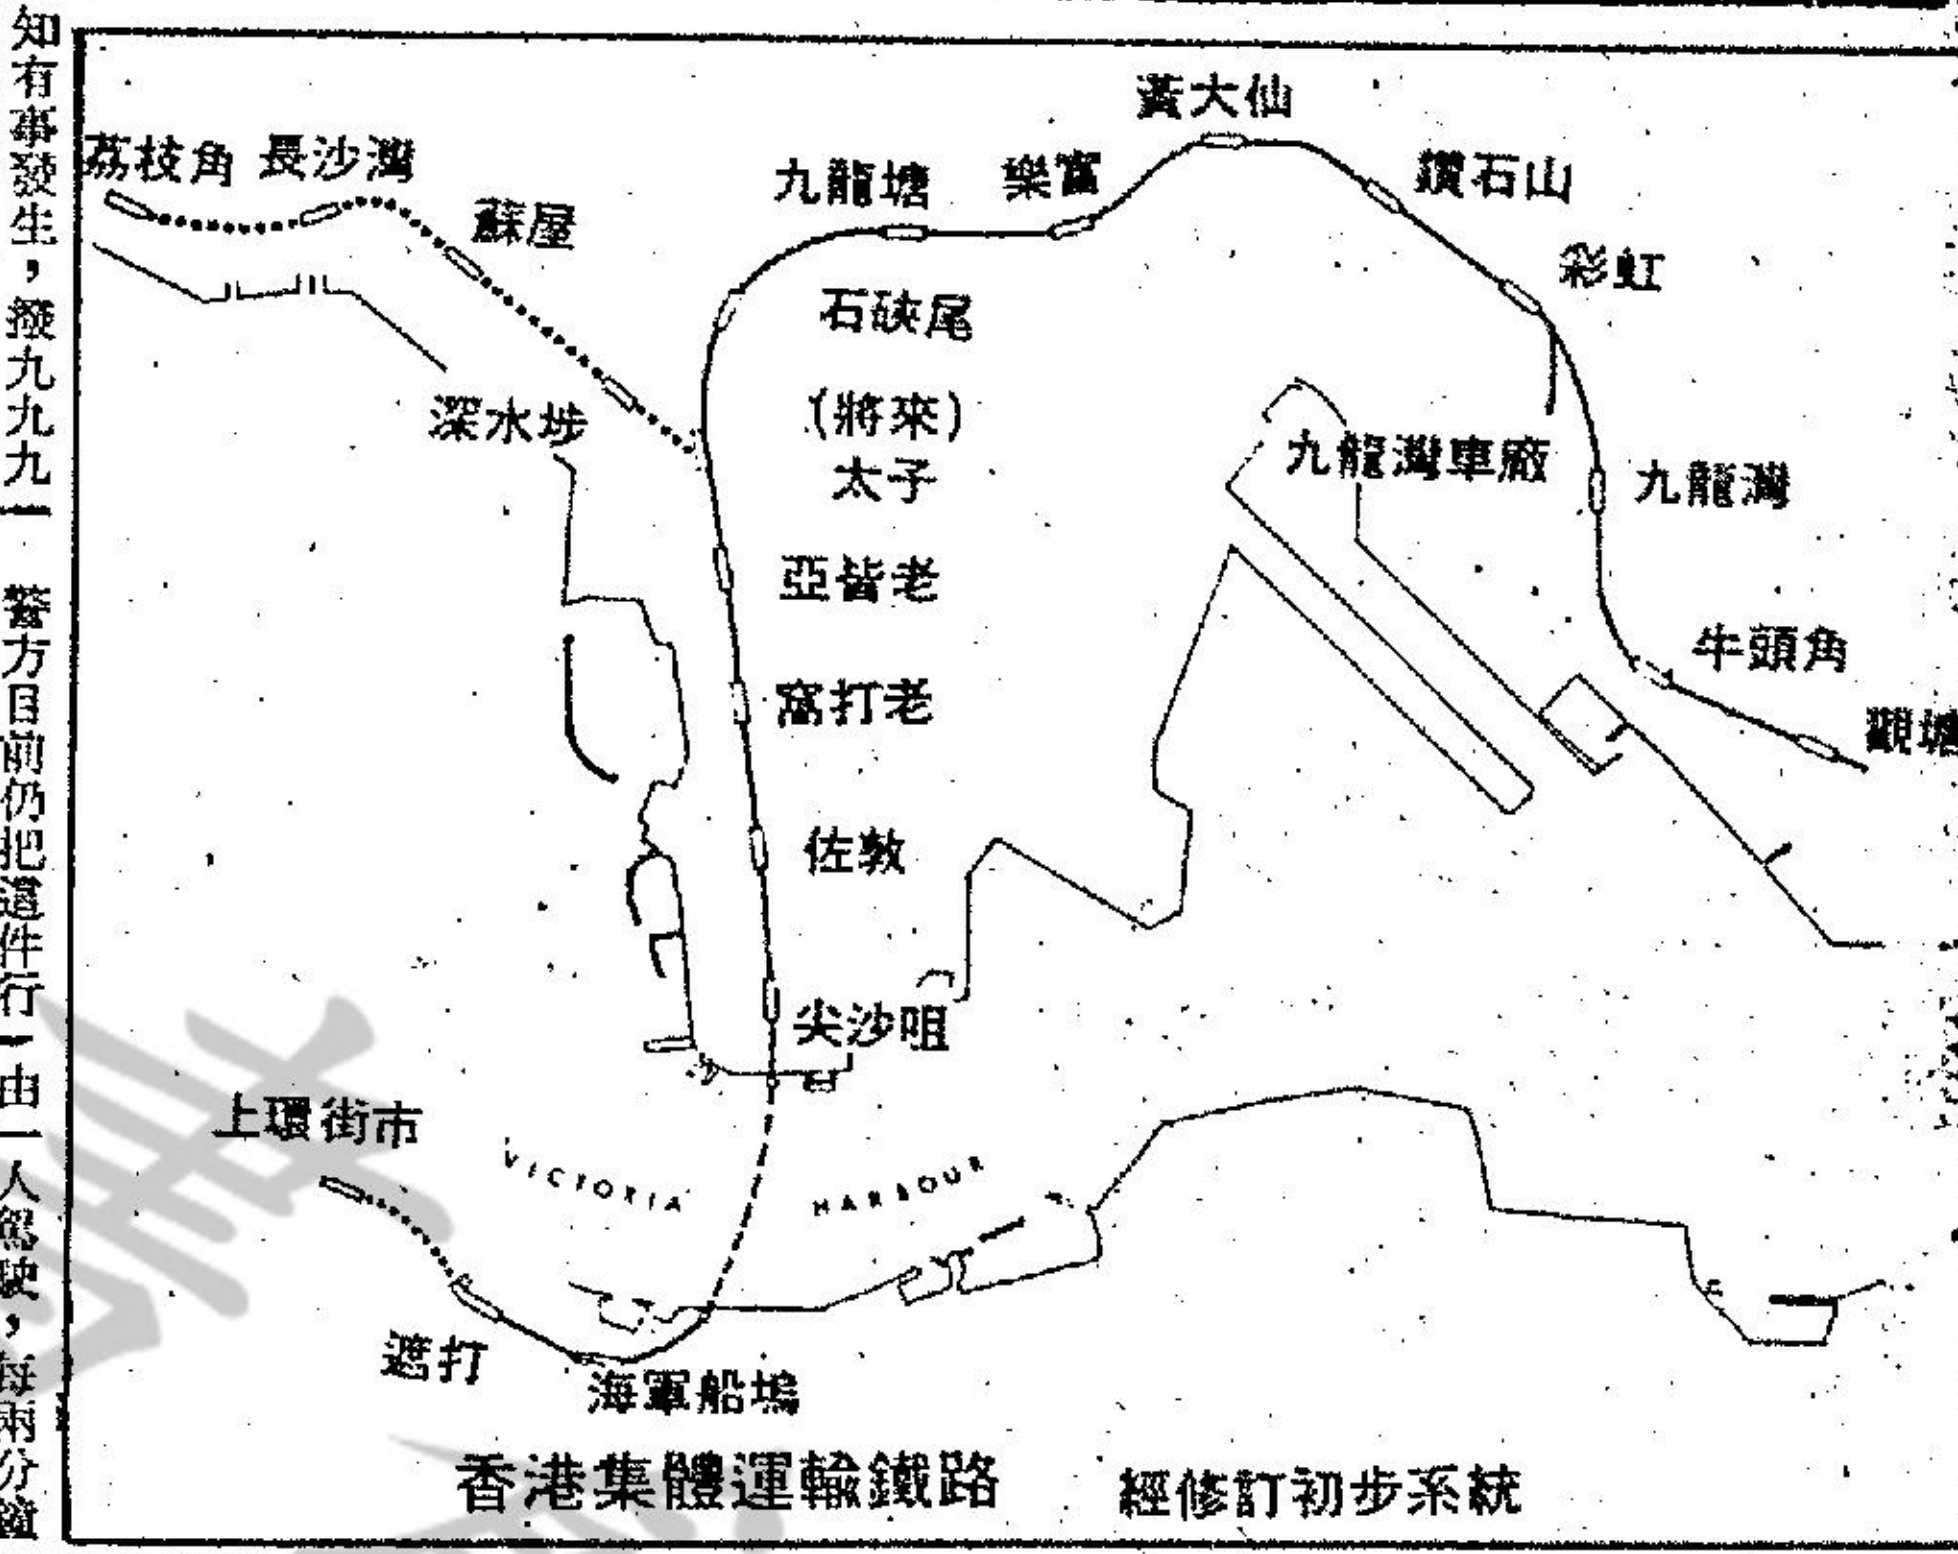 知有事發生，撥九九九 警方目前仍把這件行 由一人駕駛，每兩分鐘
黃大仙
荔枝角
長沙灣
九龍塘
樂富
鑽石山
蘇屋
彩虹
石硤尾
深水埗
(將來)
太子
九龍灣車廠
九龍灣
亞皆老
牛頭角
窩打老
觀塘
佐敦
尖沙咀
上環街市
VICTORIA HARBOUR
遮打
海軍船塢
香港集體運輸鐵路 經修訂初步系統